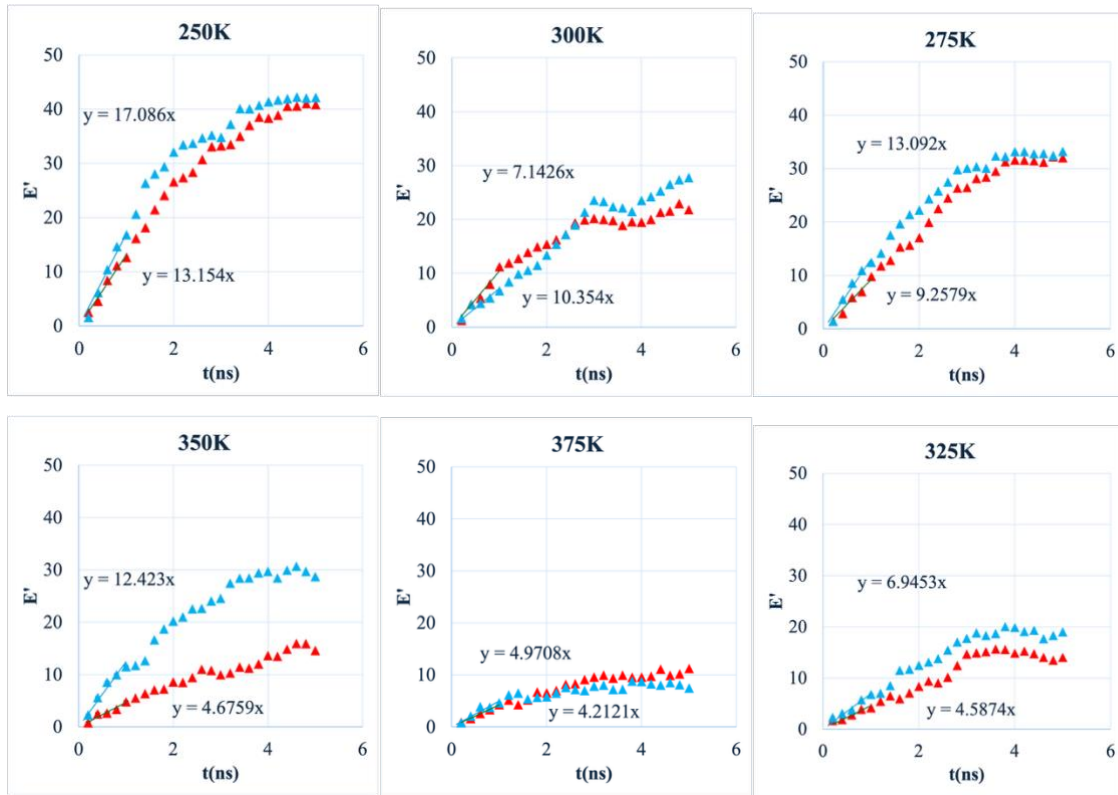 250K
50
40
30
20
10
0
E'
y = 17.086x
y = 13.154x
0 2 4 6
t(ns)
300K
50
40
30
20
10
0
E'
y = 7.1426x
y = 10.354x
0 2 4 6
t(ns)
275K
50
40
30
20
10
0
E'
y = 13.092x
y = 9.2579x
0 2 4 6
t(ns)
350K
50
40
30
20
10
0
E'
y = 12.423x
y = 4.6759x
0 2 4 6
t(ns)
375K
50
40
30
20
10
0
E'
y = 4.9708x
y = 4.2121x
0 2 4 6
t(ns)
325K
50
40
30
20
10
0
E'
y = 6.9453x
y = 4.5874x
0 2 4 6
t(ns)